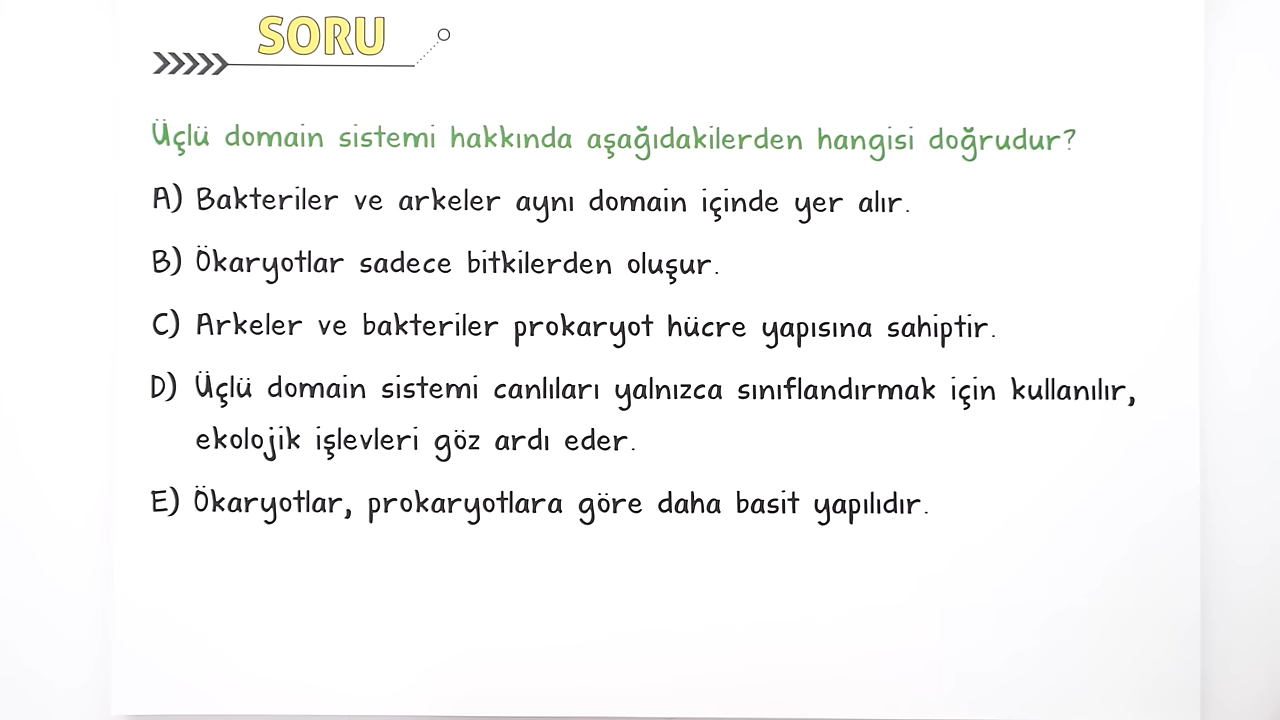 SORU
Üçlü domain sistemi hakkında aşağıdakilerden hangisi doğrudur?
A) Bakteriler ve arkeler aynı domain içinde yer alır.
B) Ökaryotlar sadece bitkilerden oluşur.
C) Arkeler ve bakteriler prokaryot hücre yapısına sahiptir.
D) Üçlü domain sistemi canlıları yalnızca sınıflandırmak için kullanılır,
ekolojik işlevleri göz ardı eder.
E) Ökaryotlar, prokaryotlara göre daha basit yapılıdır.